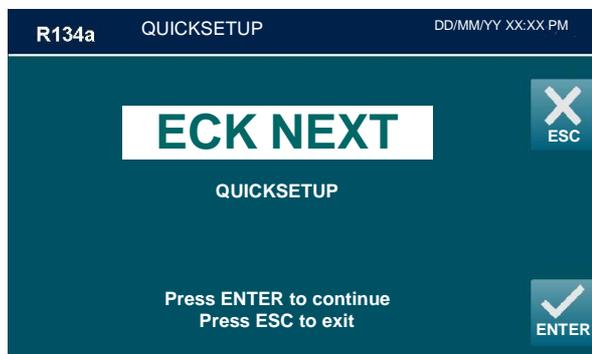 R134a QUICKSETUP DD/MM/YY XX:XX PM
ECK NEXT
ESC
QUICKSETUP
Press ENTER to continue
Press ESC to exit
ENTER